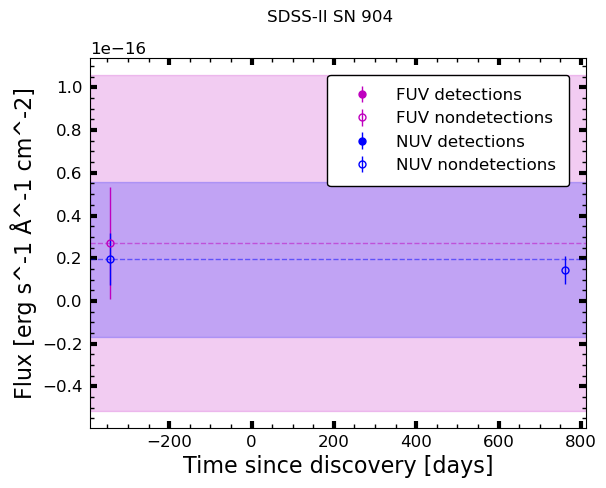 SDSS-II SN 904
1e−16
FUV detections
FUV nondetections
NUV detections
NUV nondetections
1.0
0.8
0.6
0.4
0.2
0.0
−0.2
−0.4
Flux [erg s^-1 Å^-1 cm^-2]
−200 0 200 400 600 800
Time since discovery [days]